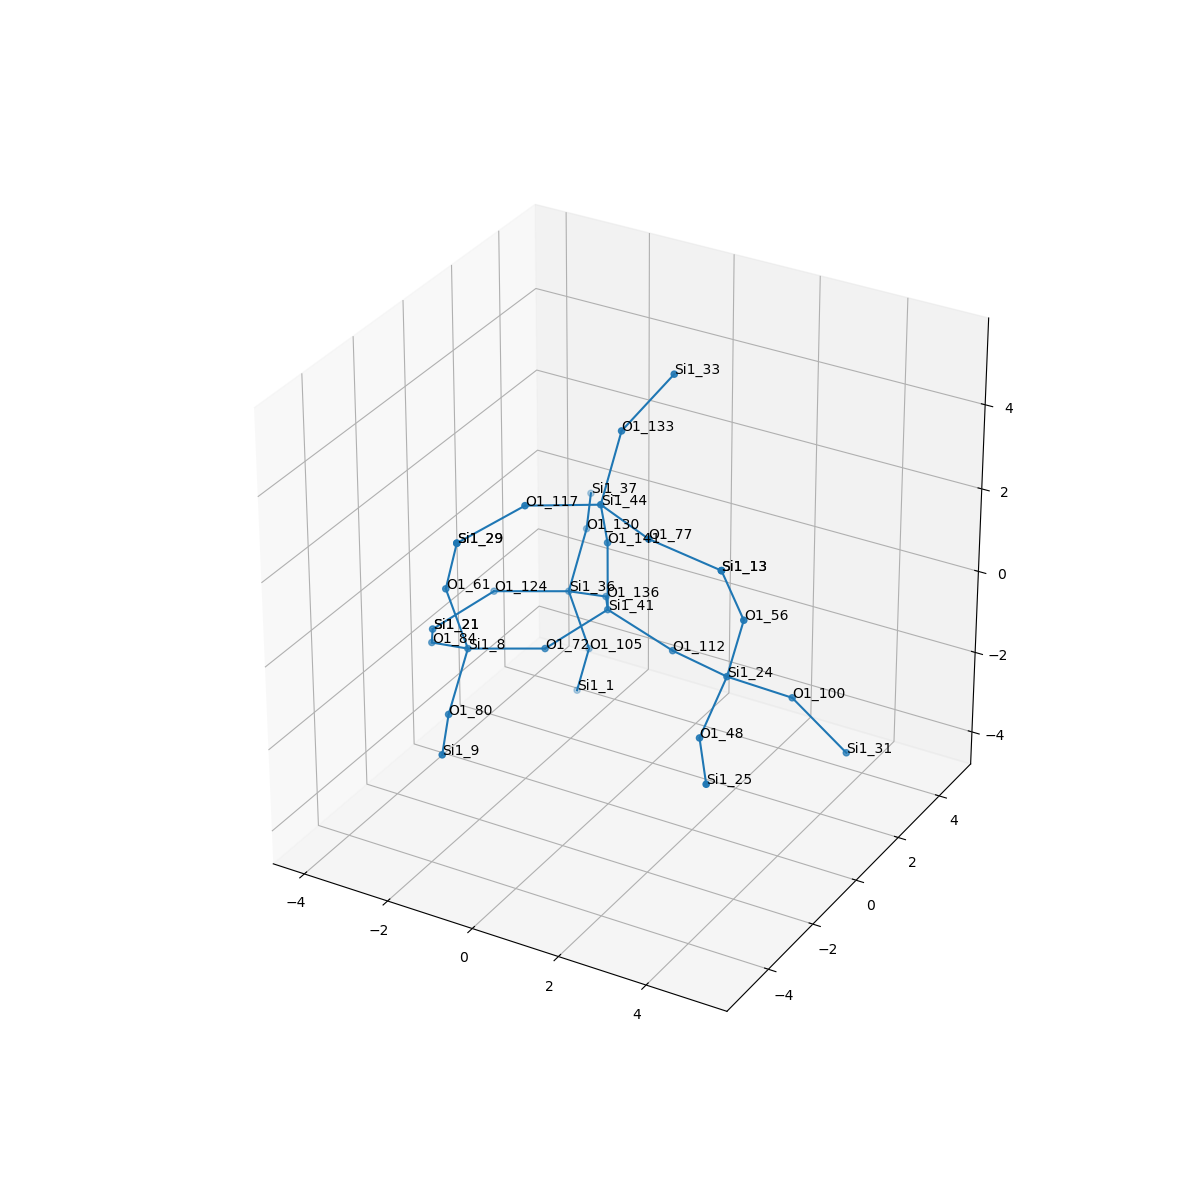 Si1_33
4
O1_133
Si1_37
2
O1_117
Si1_44
O1_130
O1_77
Si1_29
O1_141
Si1_13
0
O1_61
O1_124
Si1_36
O1_136
Si1_41
O1_56
Si1_21
O1_84
Si1_8
O1_72
O1_105
O1_112
−2
Si1_24
Si1_1
O1_100
O1_80
O1_48
−4
Si1_9
Si1_31
Si1_25
4
2
−4
0
−2
−2
0
2
−4
4